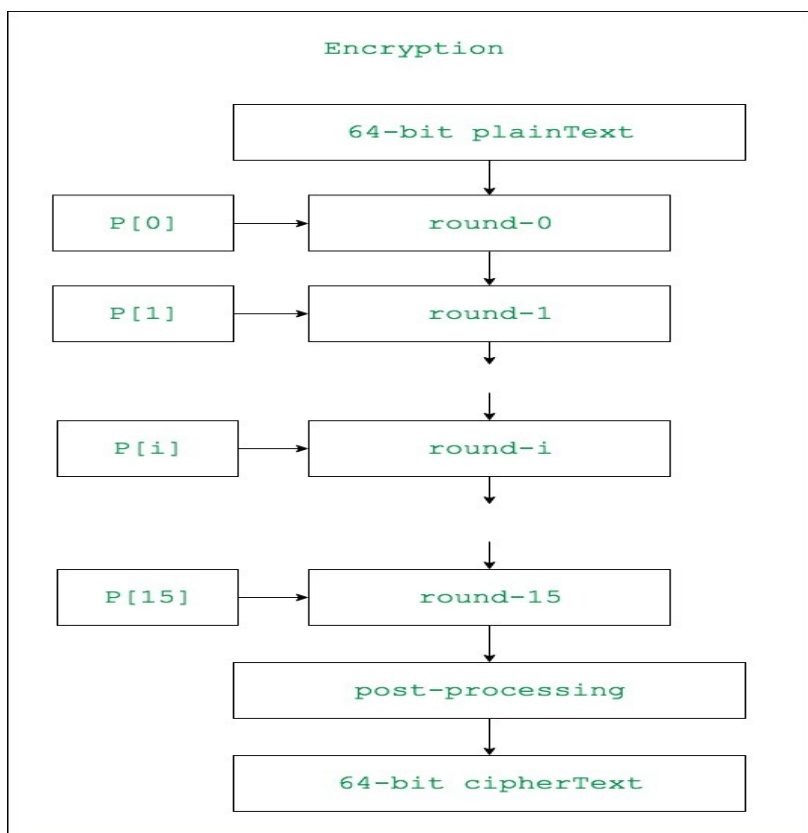 Encryption
64-bit plainText
P[0]
round-0
P[1]
round-1
P[i]
round-i
P[15]
round-15
post-processing
64-bit cipherText